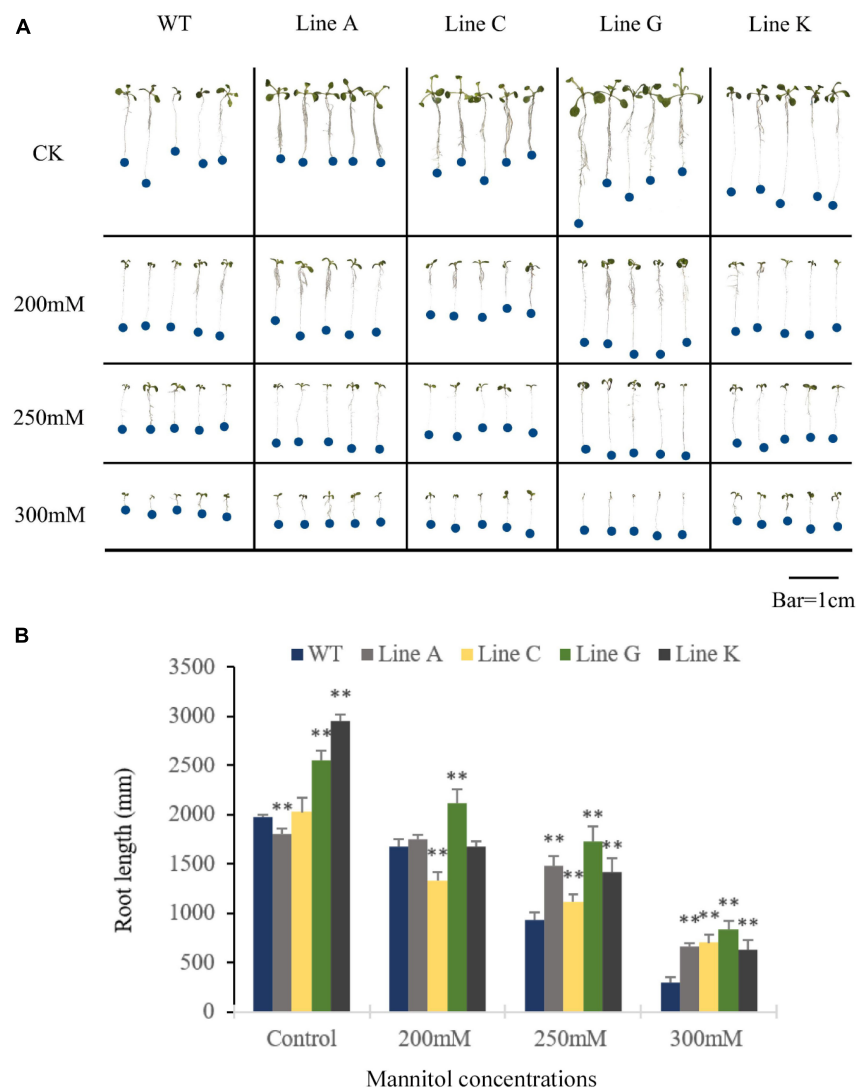 A
WT Line A Line C Line G Line K
CK
200mM
250mM
300mM
Bar=1cm
B
WT Line A Line C Line G Line K
3500
3000
2500
2000
1500
1000
500
0
Root length (mm)
** ** **
** **
** ** ** **
** ** ** **
Control 200mM 250mM 300mM
Mannitol concentrations